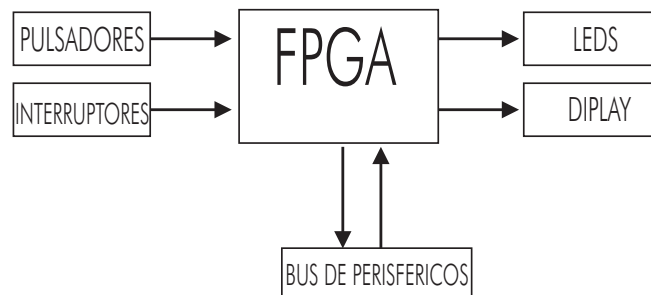 PULSADORES
FPGA
LEDS
INTERRUPTORES
DIPLAY
BUS DE PERISFERICOS